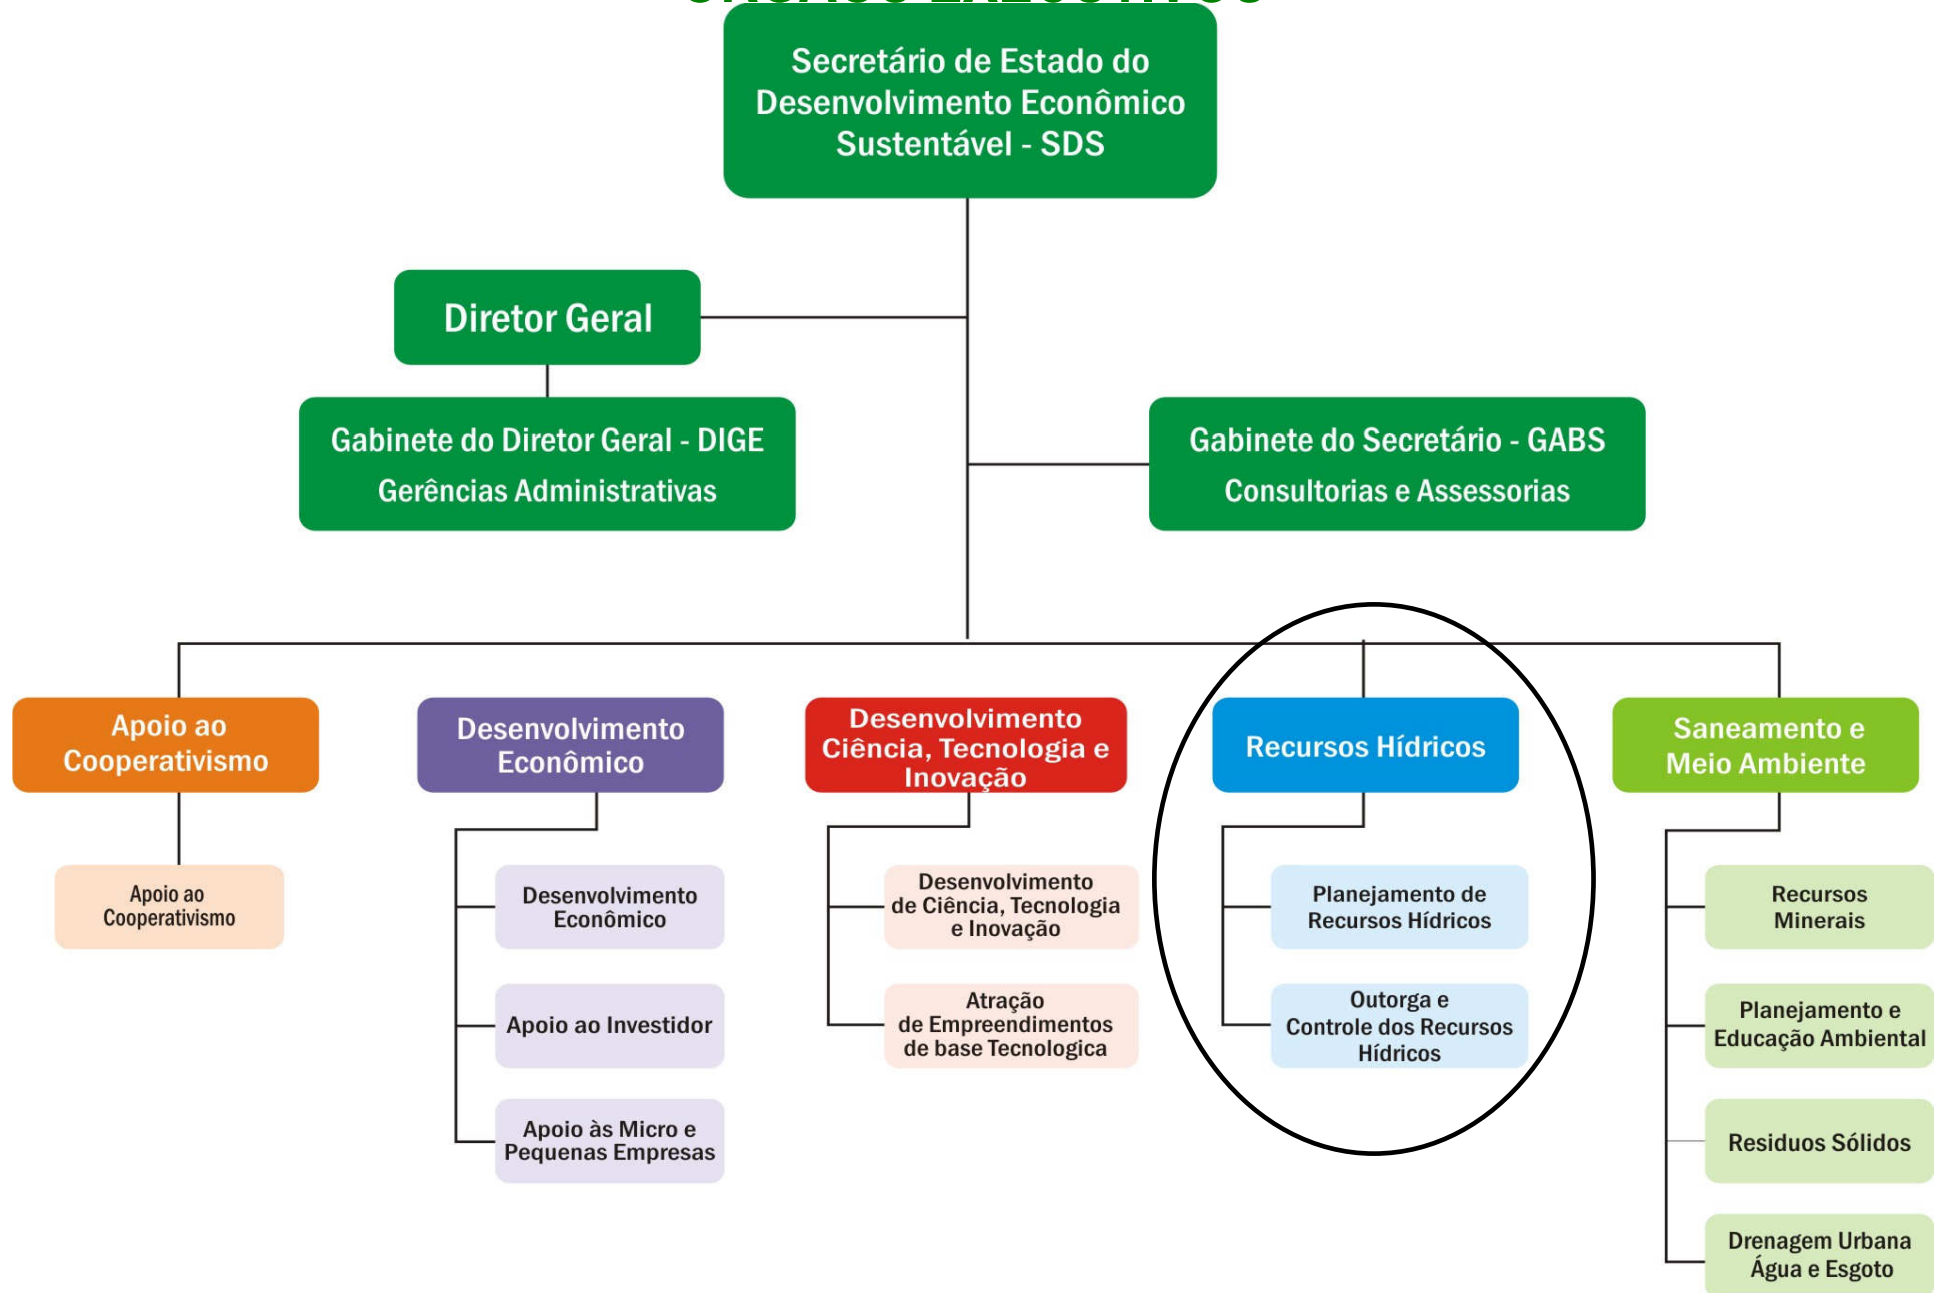 Secretário de Estado do
Desenvolvimento Econômico
Sustentável - SDS
Diretor Geral
Gabinete do Diretor Geral - DIGE
Gerências Administrativas
Gabinete do Secretário - GABS
Consultorias e Assessorias
Apoio ao
Cooperativismo
Desenvolvimento
Econômico
Desenvolvimento
Ciência, Tecnologia e
Inovação
Recursos Hídricos
Saneamento e
Meio Ambiente
Apoio ao
Cooperativismo
Desenvolvimento
Econômico
Apoio ao Investidor
Apoio às Micro e
Pequenas Empresas
Desenvolvimento
de Ciência, Tecnologia
e Inovação
Atração
de Empreendimentos
de base Tecnologica
Planejamento de
Recursos Hídricos
Outorga e
Controle dos Recursos
Hídricos
Recursos
Minerais
Planejamento e
Educação Ambiental
Residuos Sólidos
Drenagem Urbana
Água e Esgoto